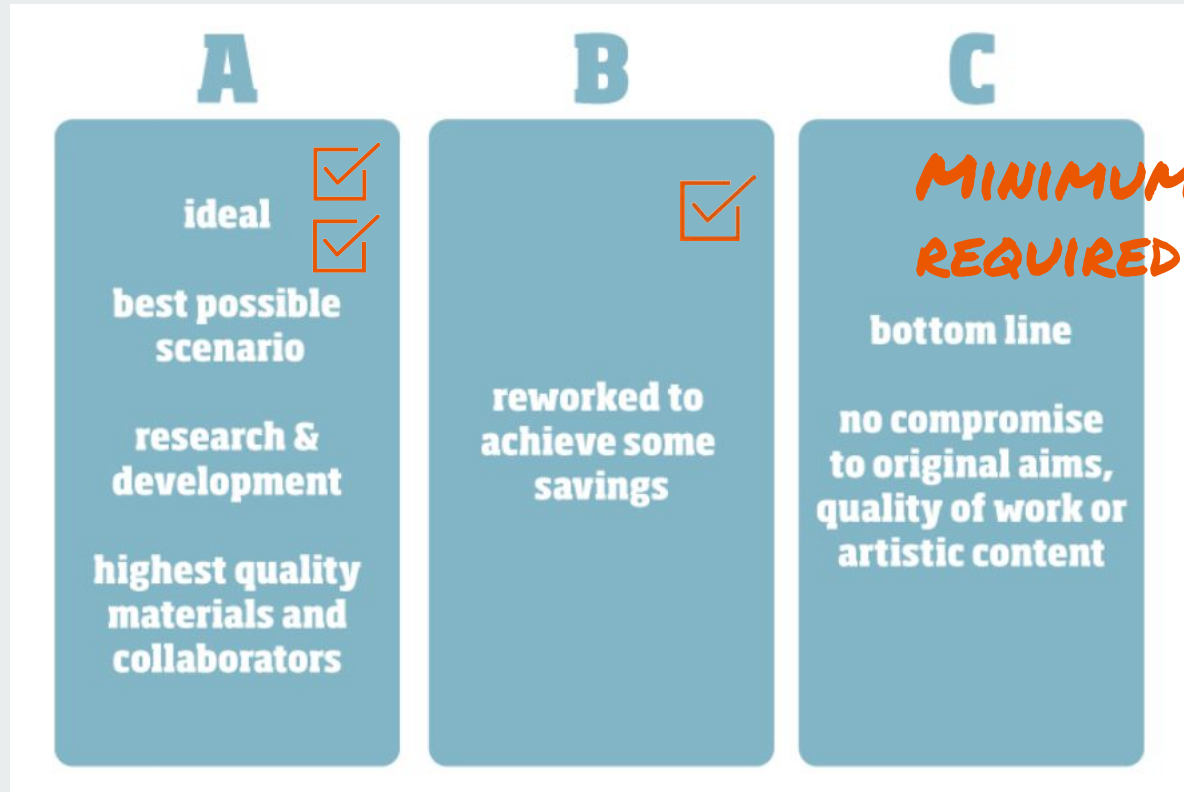 A
ideal
best possible
scenario
research &
development
highest quality
materials and
collaborators
B
reworked to
achieve some
savings
C
MINIMUM
REQUIRED
bottom line
no compromise
to original aims,
quality of work or
artistic content